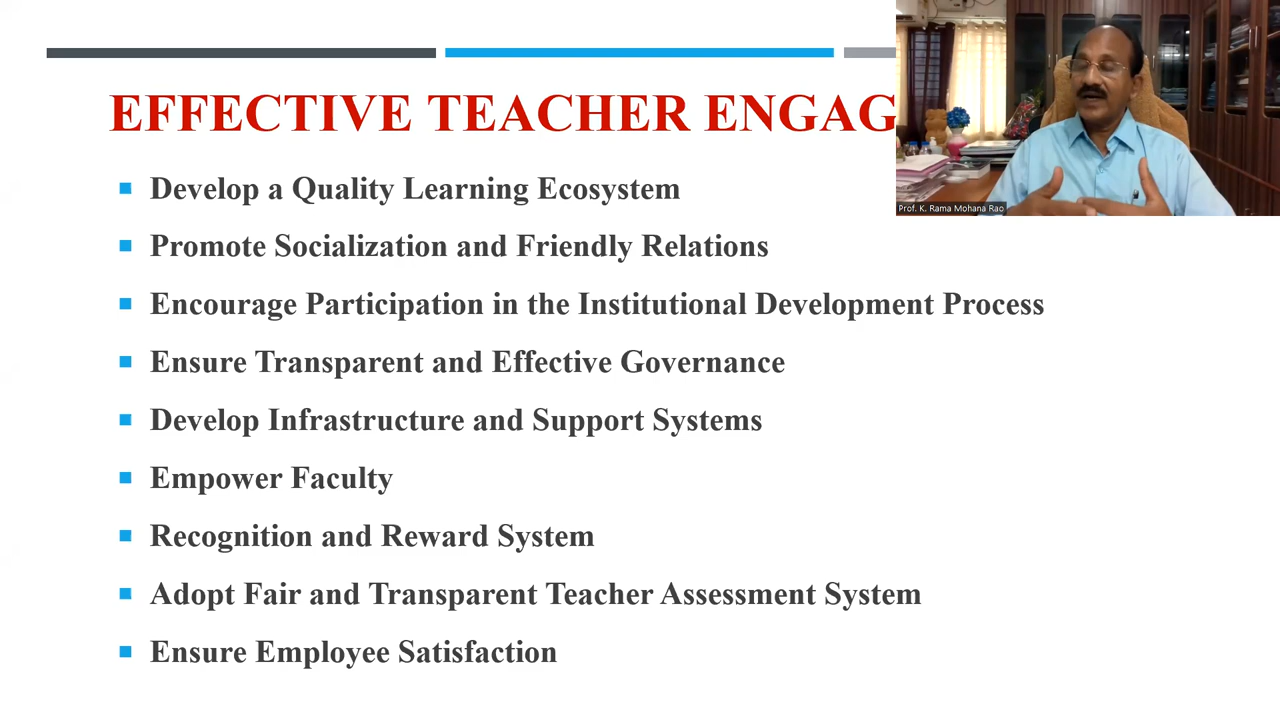 EFFECTIVE TEACHER ENGAG
Prof. K. Rama Mohana Rao
Develop a Quality Learning Ecosystem
Promote Socialization and Friendly Relations
Encourage Participation in the Institutional Development Process
Ensure Transparent and Effective Governance
Develop Infrastructure and Support Systems
Empower Faculty
Recognition and Reward System
Adopt Fair and Transparent Teacher Assessment System
Ensure Employee Satisfaction